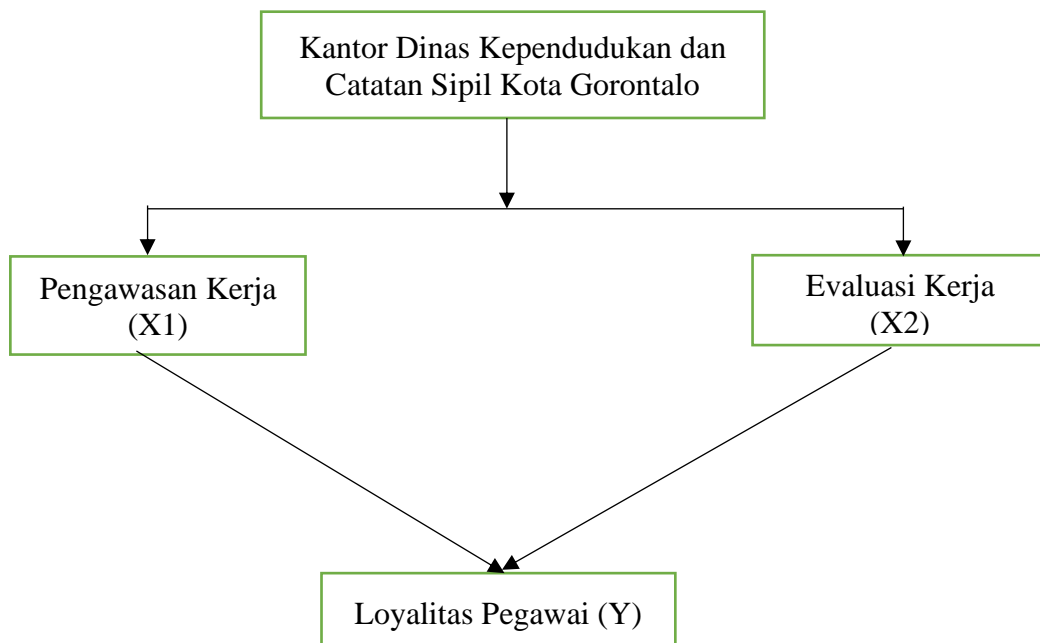 Kantor Dinas Kependudukan dan
Catatan Sipil Kota Gorontalo
Pengawasan Kerja
(X1)
Evaluasi Kerja
(X2)
Loyalitas Pegawai (Y)